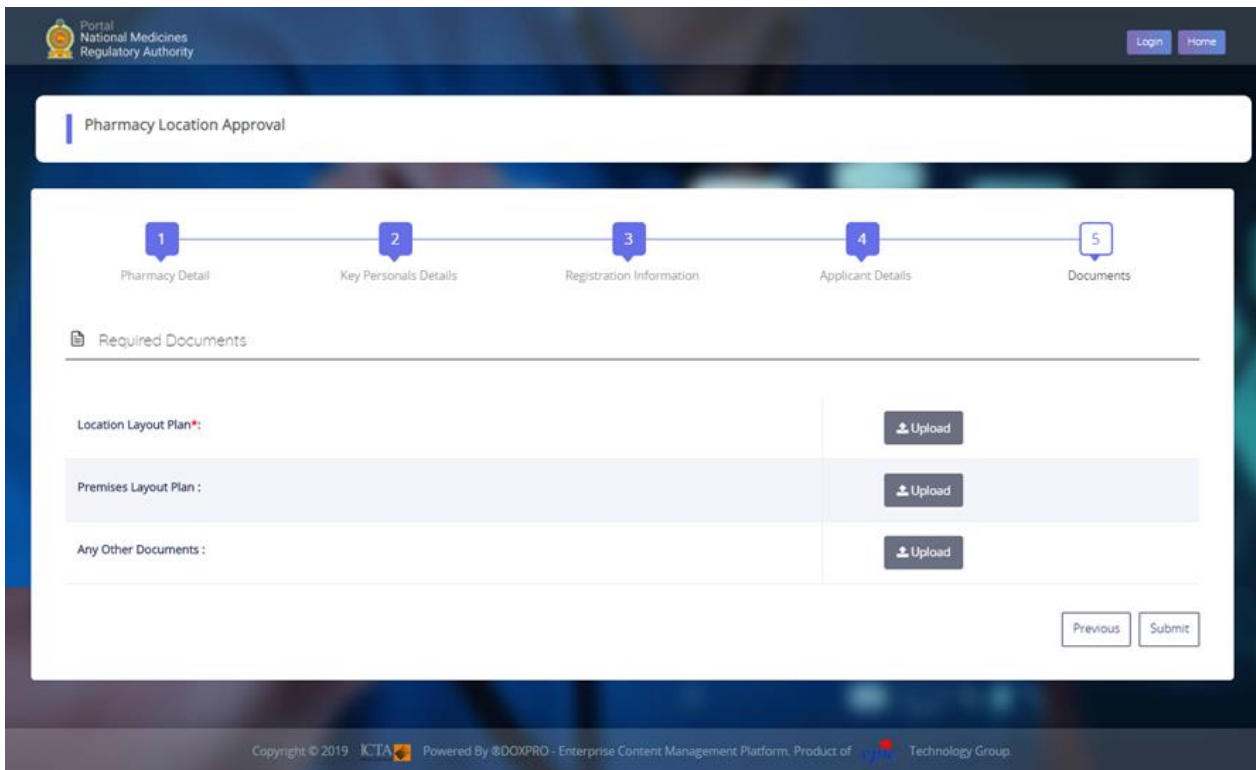 Portal
National Medicines
Regulatory Authority
Login Home
Pharmacy Location Approval
1 2 3 4 5
Pharmacy Detail Key Personals Details Registration Information Applicant Details Documents
Required Documents
Location Layout Plan*: Upload
Premises Layout Plan : Upload
Any Other Documents : Upload
Previous Submit
Copyright © 2019 ICTA Powered By ®DOXPRO - Enterprise Content Management Platform. Product of epic Technology Group.